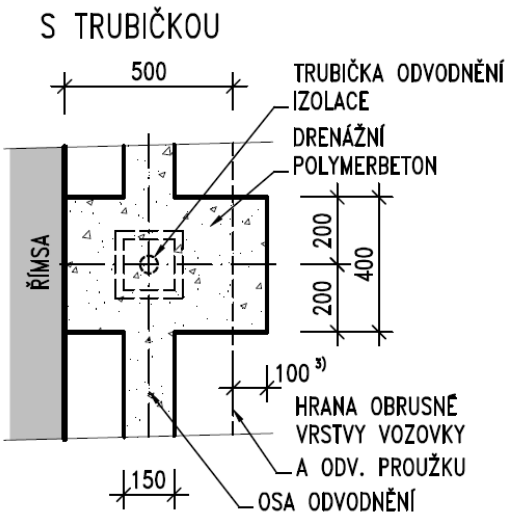 S TRUBIČKOU
500
TRUBIČKA ODVODNĚNÍ
IZOLACE
DRENÁŽNÍ
POLYMERBETON
ŘÍMSA
200
400
200
100 3)
HRANA OBRUSNÉ
VRSTVY VOZOVKY
A ODV. PROUŽKU
150
OSA ODVODNĚNÍ